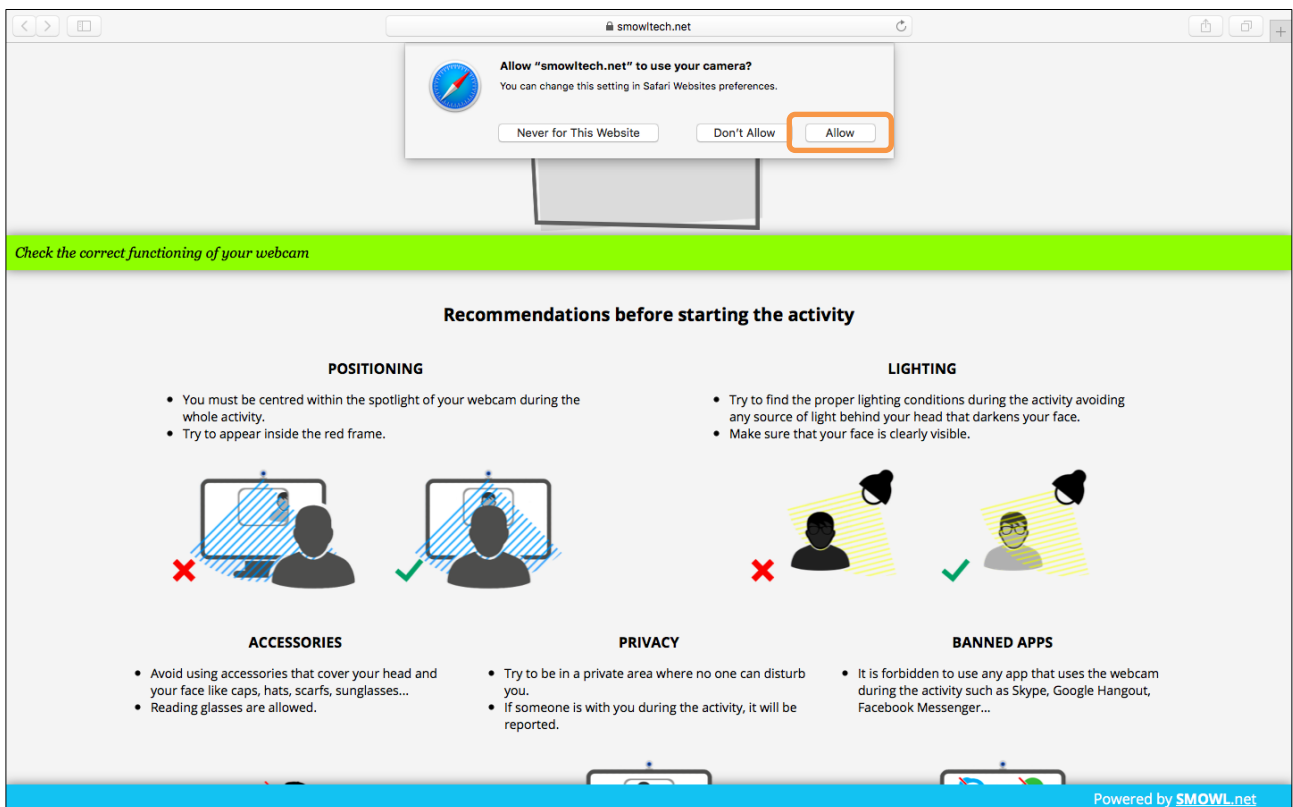 smowltech.net
Allow “smowltech.net” to use your camera?
You can change this setting in Safari Websites preferences.
Never for This Website
Don’t Allow
Allow
Check the correct functioning of your webcam
Recommendations before starting the activity
POSITIONING
• You must be centred within the spotlight of your webcam during the
whole activity.
• Try to appear inside the red frame.
LIGHTING
• Try to find the proper lighting conditions during the activity avoiding
any source of light behind your head that darkens your face.
• Make sure that your face is clearly visible.
ACCESSORIES
• Avoid using accessories that cover your head and
your face like caps, hats, scarfs, sunglasses...
• Reading glasses are allowed.
PRIVACY
• Try to be in a private area where no one can disturb
you.
• If someone is with you during the activity, it will be
reported.
BANNED APPS
• It is forbidden to use any app that uses the webcam
during the activity such as Skype, Google Hangout,
Facebook Messenger...
Powered by SMOWL.net